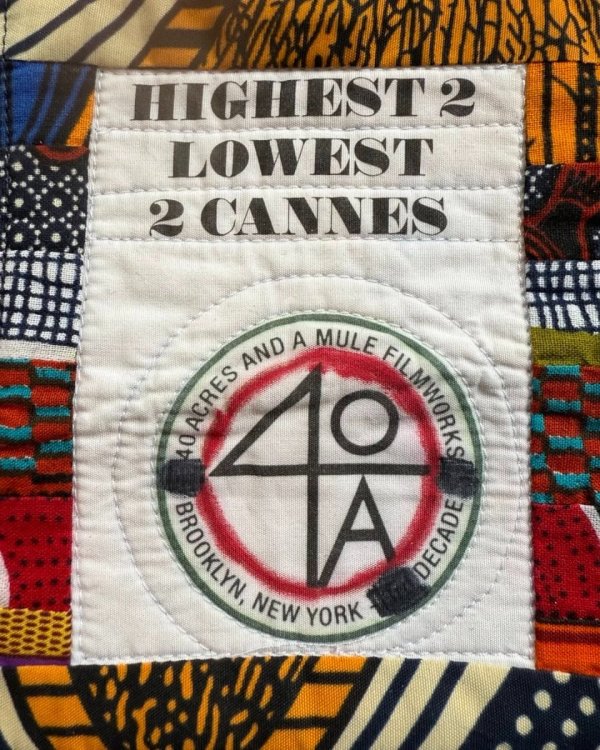 HIGHEST 2
LOWEST
2 CANNES
40 ACRES AND A MULE FILMWORKS
40
A
BROOKLYN, NEW YORK - DECADE